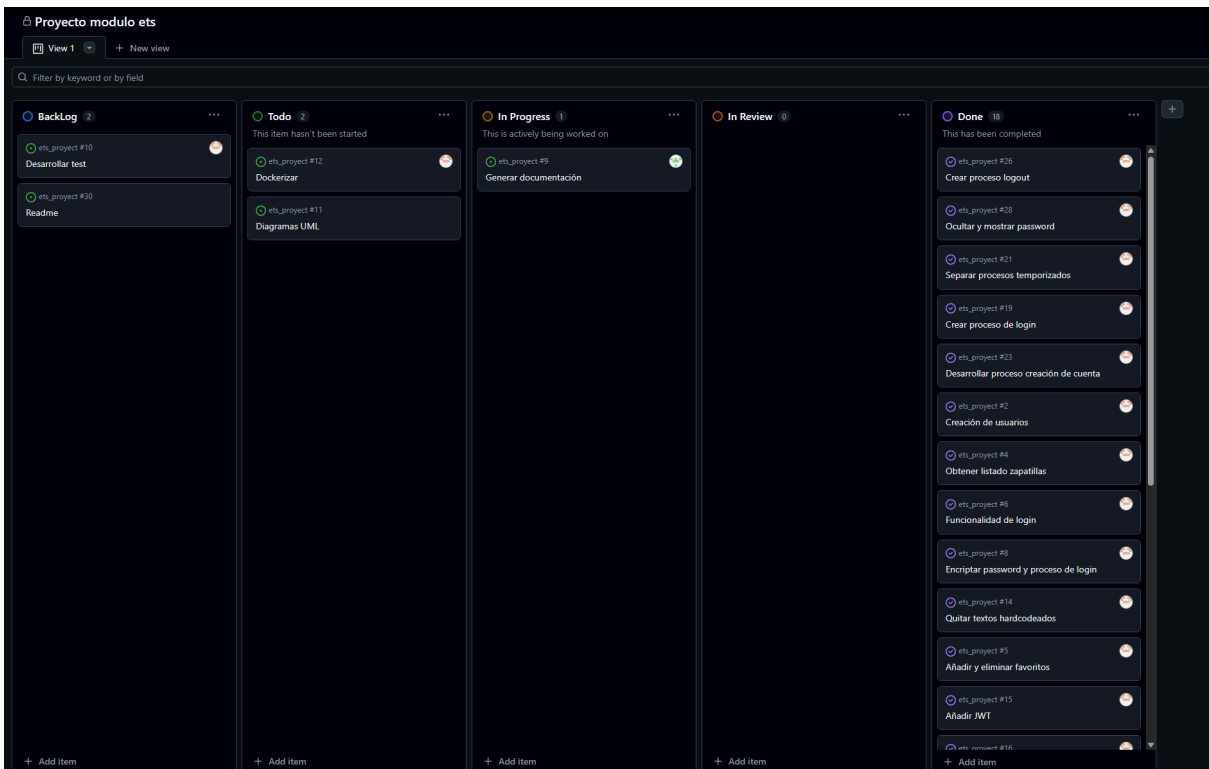 Proyecto modulo ets
View 1
New view
Filter by keyword or by field
BackLog 2
ets_proyect #10
Desarrollar test
ets_proyect #30
Readme
Add item
Todo 2
This item hasn't been started
ets_proyect #12
Dockerizar
ets_proyect #11
Diagramas UML
Add item
In Progress 1
This is actively being worked on
ets_proyect #9
Generar documentación
Add item
In Review 0
Add item
Done 18
This has been completed
ets_proyect #26
Crear proceso logout
ets_proyect #28
Ocultar y mostrar password
ets_proyect #21
Separar procesos temporizados
ets_proyect #19
Crear proceso de login
ets_proyect #23
Desarrollar proceso creación de cuenta
ets_proyect #2
Creación de usuarios
ets_proyect #4
Obtener listado zapatillas
ets_proyect #6
Funcionalidad de login
ets_proyect #8
Encriptar password y proceso de login
ets_proyect #14
Quitar textos hardcodeados
ets_proyect #5
Añadir y eliminar favoritos
ets_proyect #15
Añadir JWT
ets_proyect #16
Add item